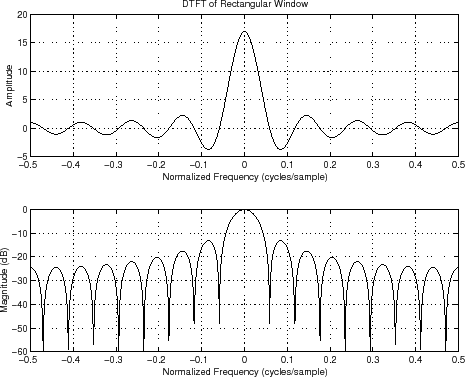 DTFT of Rectangular Window
20
15
10
5
0
−5
Amplitude
−0.5 −0.4 −0.3 −0.2 −0.1 0 0.1 0.2 0.3 0.4 0.5
Normalized Frequency (cycles/sample)
0
−10
−20
−30
−40
−50
−60
Magnitude (dB)
−0.5 −0.4 −0.3 −0.2 −0.1 0 0.1 0.2 0.3 0.4 0.5
Normalized Frequency (cycles/sample)